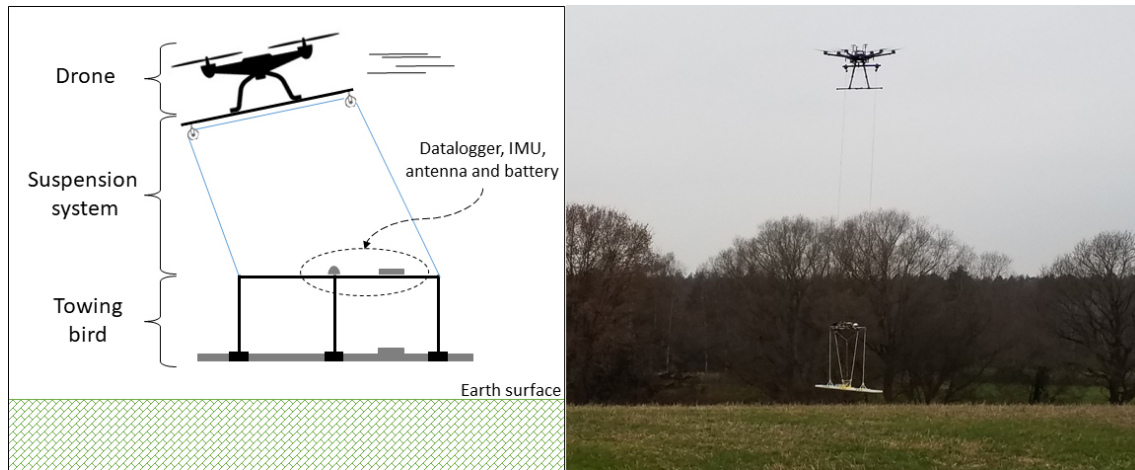 Drone
Suspension
system
Towing
bird
Datalogger, IMU,
antenna and battery
Earth surface